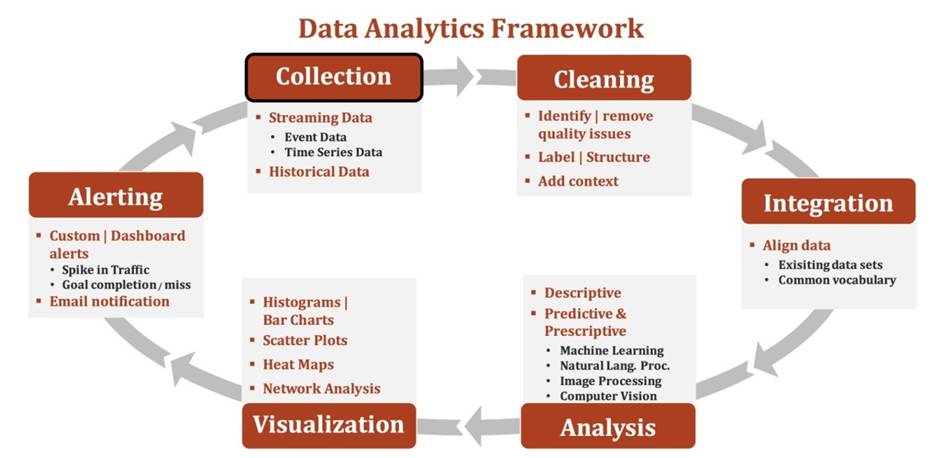 Data Analytics Framework
Collection
Streaming Data
Event Data
Time Series Data
Historical Data
Cleaning
Identify | remove
quality issues
Label | Structure
Add context
Integration
Align data
Exisiting data sets
Common vocabulary
Descriptive
Predictive &
Prescriptive
Machine Learning
Natural Lang. Proc.
Image Processing
Computer Vision
Analysis
Histograms |
Bar Charts
Scatter Plots
Heat Maps
Network Analysis
Visualization
Alerting
Custom | Dashboard
alerts
Spike in Traffic
Goal completion / miss
Email notification